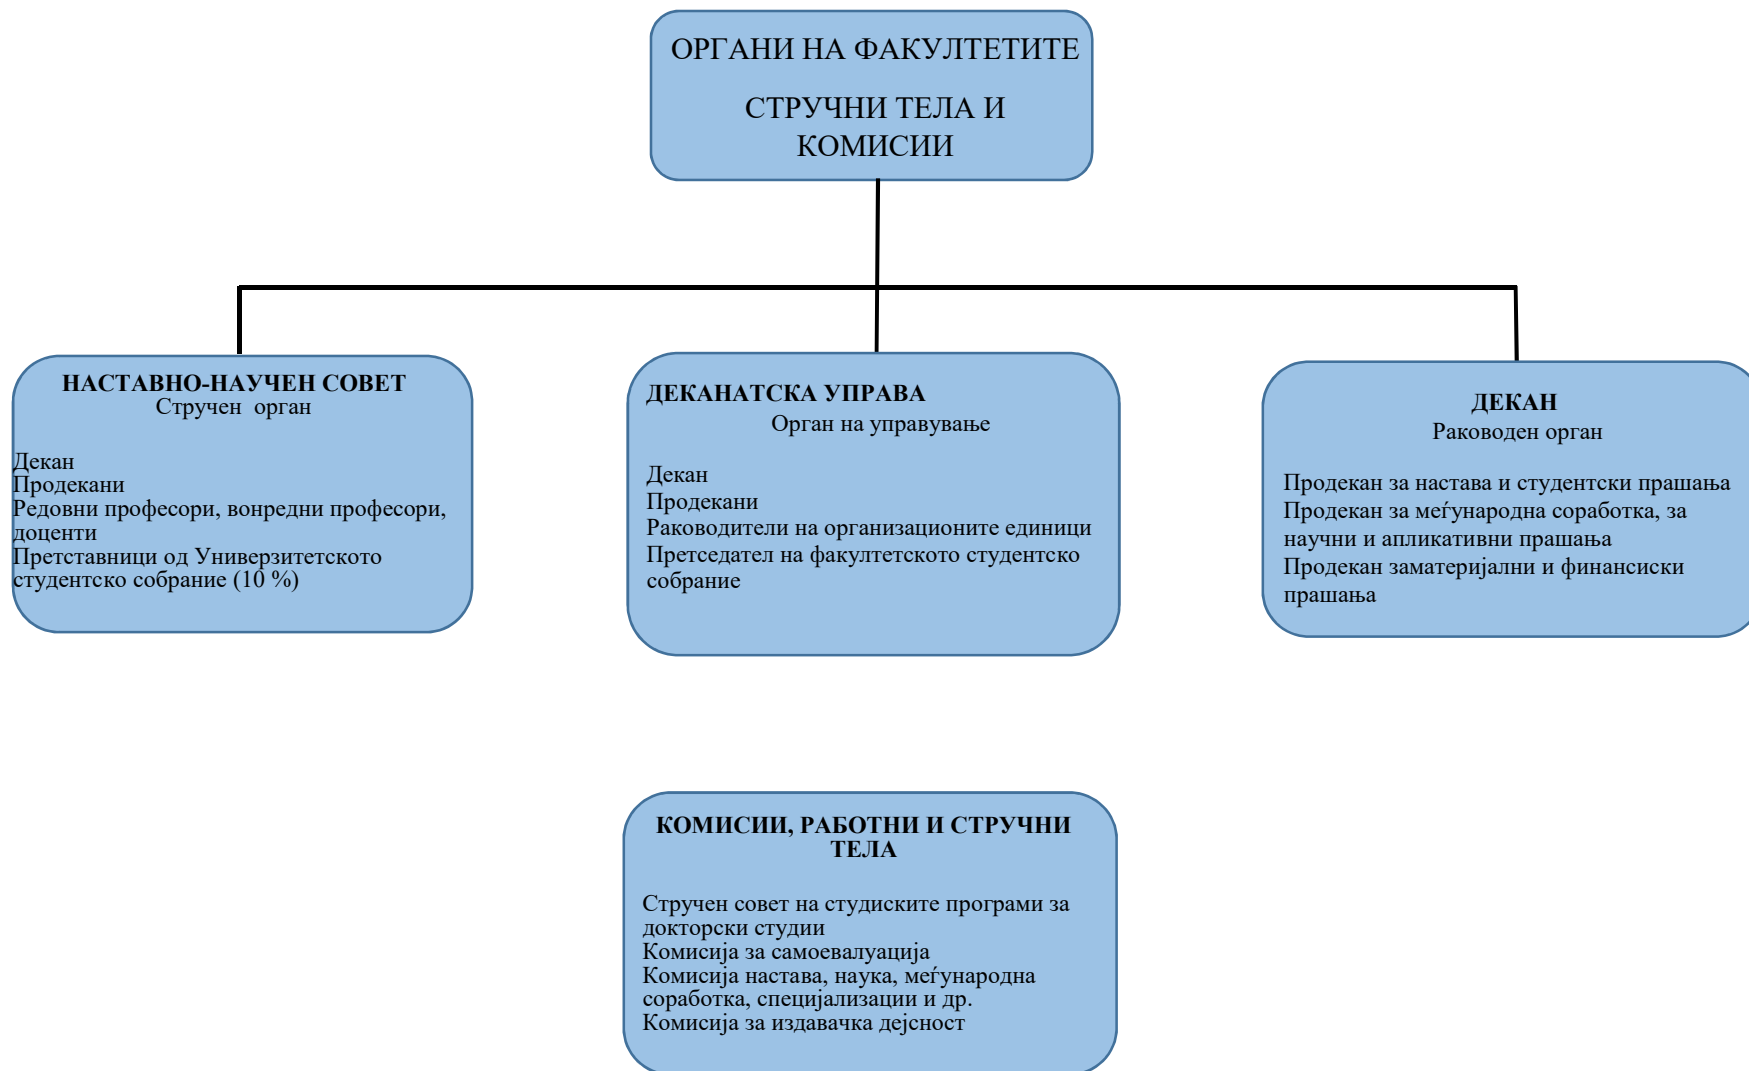 ОРГАНИ НА ФАКУЛТЕТИТЕ
СТРУЧНИ ТЕЛА И
КОМИСИИ
НАСТАВНО-НАУЧЕН СОВЕТ
Стручен орган
Декан
Продекани
Редовни професори, вонредни професори,
доценти
Претставници од Универзитетското
студентско собрание (10 %)
ДЕКАНАТСКА УПРАВА
Орган на управување
Декан
Продекани
Раководители на организационите единици
Претседател на факултетското студентско
собрание
ДЕКАН
Раководен орган
Продекан за настава и студентски прашања
Продекан за меѓународна соработка, за
научни и апликативни прашања
Продекан заматеријални и финансиски
прашања
КОМИСИИ, РАБОТНИ И СТРУЧНИ
ТЕЛА
Стручен совет на студиските програми за
докторски студии
Комисија за самоевалуација
Комисија настава, наука, меѓународна
соработка, специјализации и др.
Комисија за издавачка дејсност